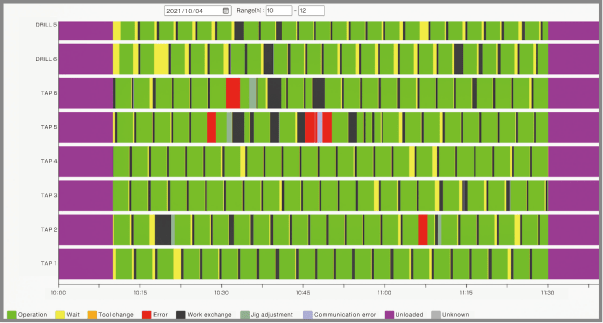 2021/10/04 Range(h): 10 - 12
DRILL 5
DRILL 6
TAP 6
TAP 5
TAP 4
TAP 3
TAP 2
TAP 1
10:00 10:15 10:30 10:45 11:00 11:15 11:30
Operation Wait Tool change Error Work exchange Jig adjustment Communication error Unloaded Unknown